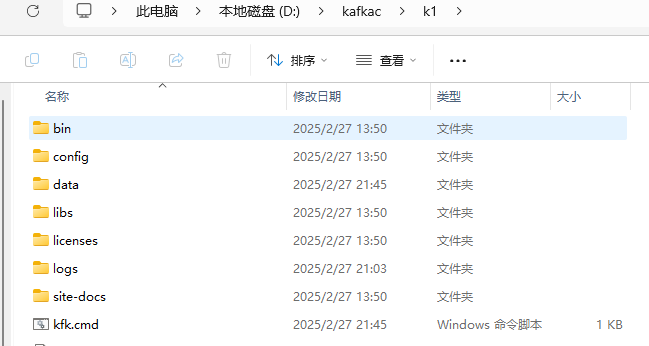 此电脑 > 本地磁盘 (D:) > kafkac > k1 >
排序 查看 ...
名称 修改日期 类型 大小
bin 2025/2/27 13:50 文件夹
config 2025/2/27 13:50 文件夹
data 2025/2/27 21:45 文件夹
libs 2025/2/27 13:50 文件夹
licenses 2025/2/27 13:50 文件夹
logs 2025/2/27 21:03 文件夹
site-docs 2025/2/27 13:50 文件夹
kfk.cmd 2025/2/27 21:45 Windows 命令脚本 1 KB